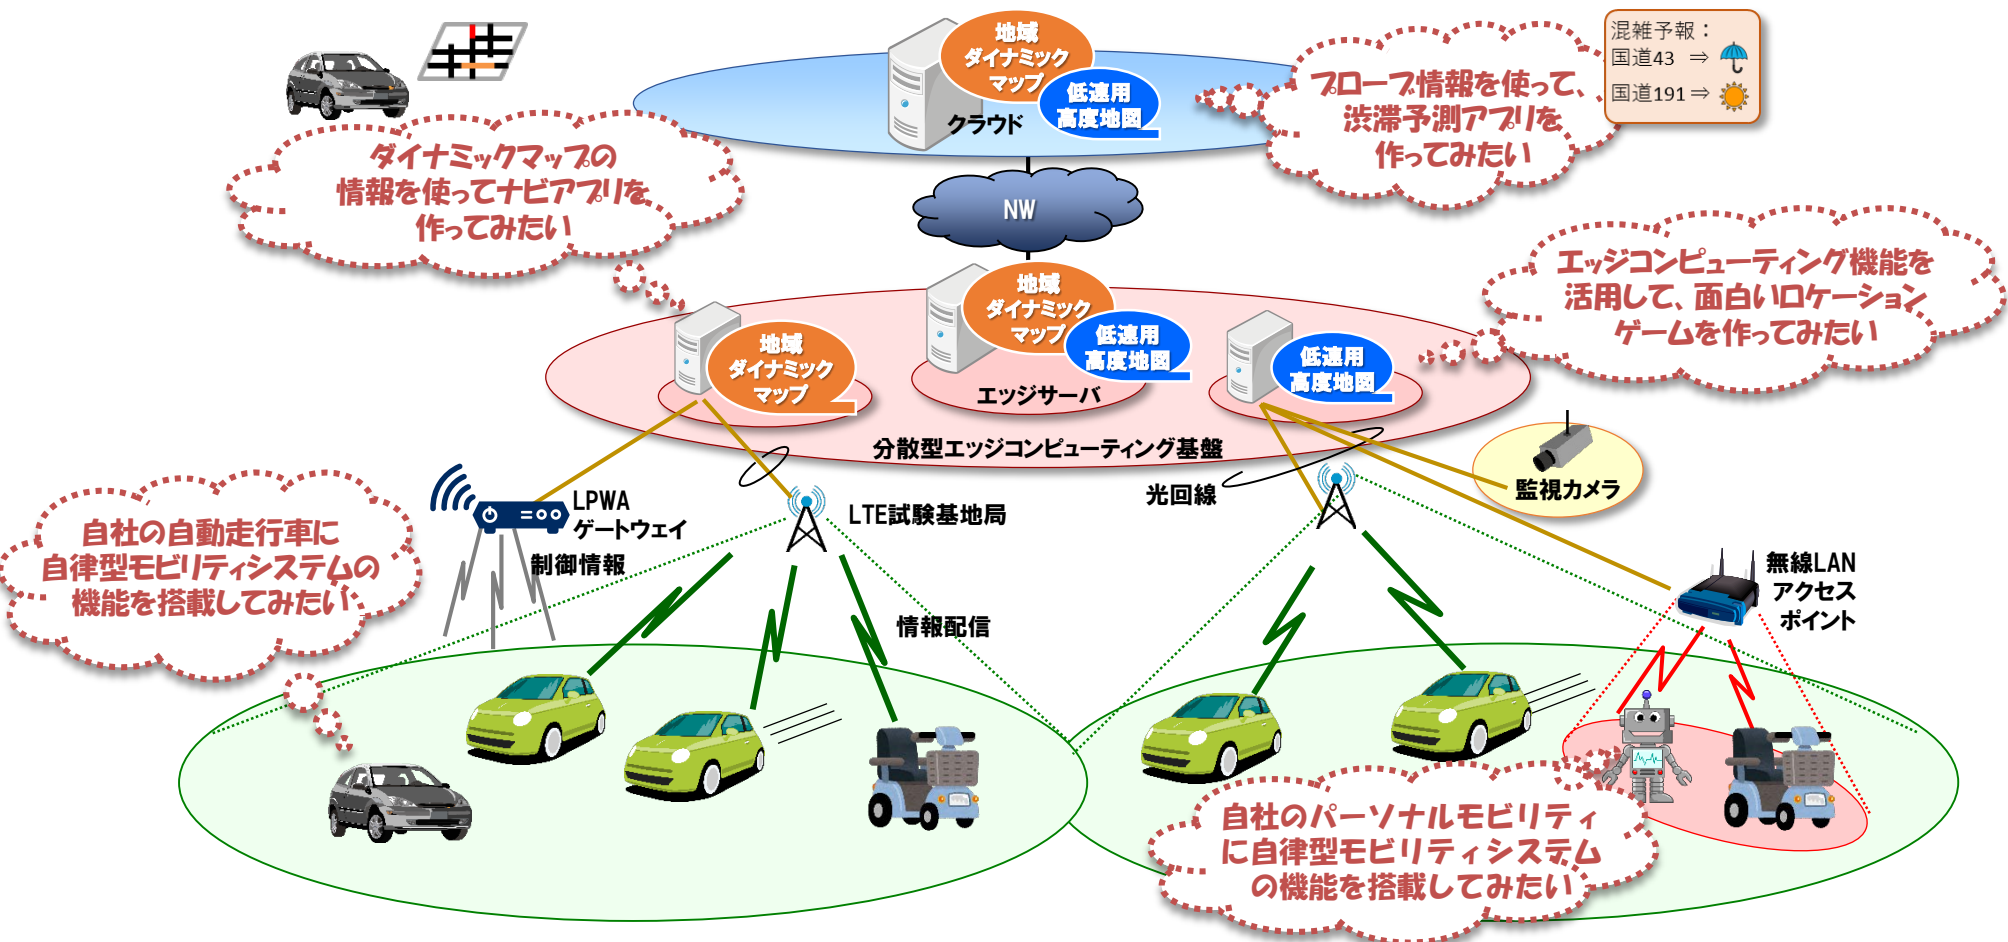 地域
ダイナミック
マップ
低速用
高度地図
クラウド
プローブ情報を使って、
渋滞予測アプリを
作ってみたい
混雑予報：
国道43 ⇒
国道191⇒
ダイナミックマップの
情報を使ってナビアプリを
作ってみたい
NW
エッジコンピューティング機能を
活用して、面白いロケーション
ゲームを作ってみたい
地域
ダイナミック
マップ
地域
ダイナミック
マップ
低速用
高度地図
エッジサーバ
低速用
高度地図
分散型エッジコンピューティング基盤
監視カメラ
光回線
LPWA
ゲートウェイ
LTE試験基地局
制御情報
自社の自動走行車に
自律型モビリティシステムの
機能を搭載してみたい
情報配信
無線LAN
アクセス
ポイント
自社のパーソナルモビリティ
に自律型モビリティシステム
の機能を搭載してみたい